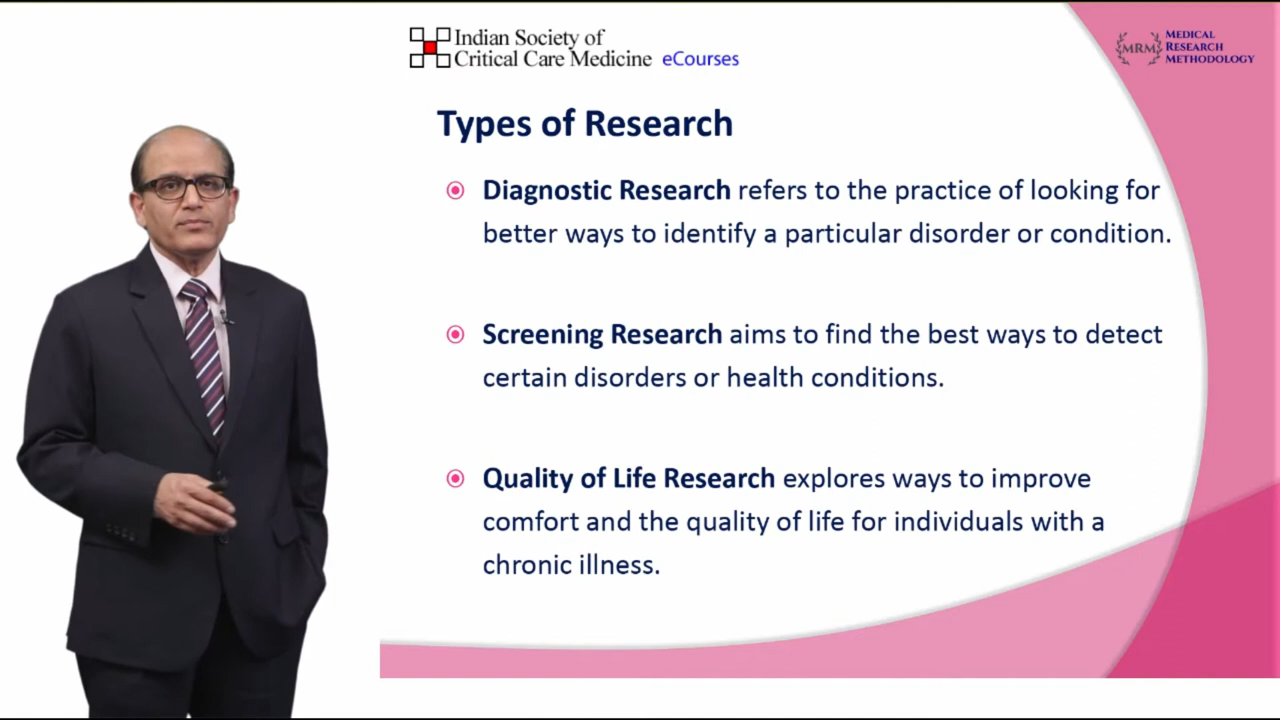 Indian Society of
Critical Care Medicine eCourses
MRM
MEDICAL
RESEARCH
METHODOLOGY
Types of Research
Diagnostic Research refers to the practice of looking for
better ways to identify a particular disorder or condition.
Screening Research aims to find the best ways to detect
certain disorders or health conditions.
Quality of Life Research explores ways to improve
comfort and the quality of life for individuals with a
chronic illness.